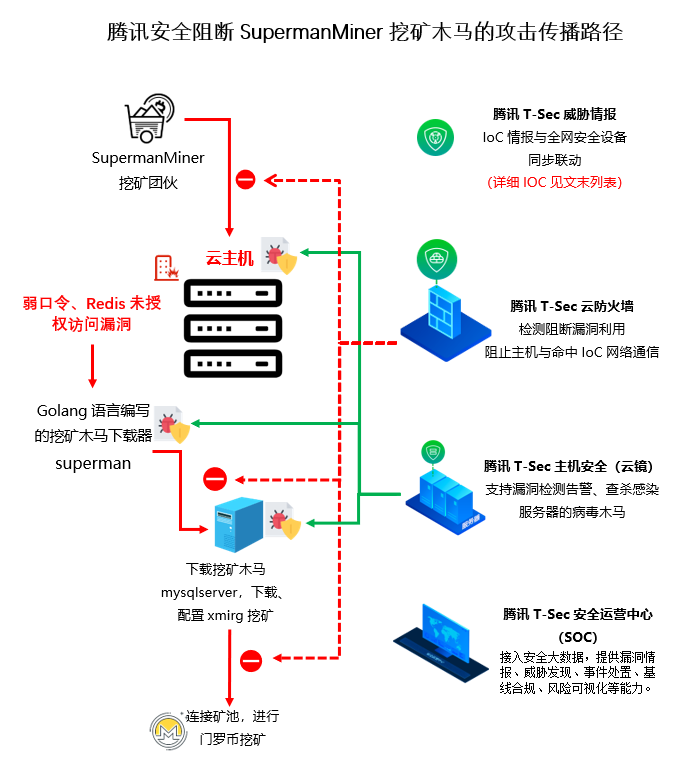 腾讯安全阻断 SupermanMiner 挖矿木马的攻击传播路径
SupermanMiner
挖矿团伙
云主机
弱口令、Redis 未授
权访问漏洞
Golang 语言编写
的挖矿木马下载器
superman
下载挖矿木马
mysqlserver，下载、
配置 xmirg 挖矿
连接矿池，进行
门罗币挖矿
腾讯 T-Sec 威胁情报
IoC 情报与全网安全设备
同步联动
(详细 IOC 见文末列表)
腾讯 T-Sec 云防火墙
检测阻断漏洞利用
阻止主机与命中 IoC 网络通信
腾讯 T-Sec 主机安全（云镜）
支持漏洞检测告警、查杀感染
服务器的病毒木马
服务器
腾讯 T-Sec 安全运营中心
（SOC）
接入安全大数据，提供漏洞情
报、威胁发现、事件处置、基
线合规、风险可视化等能力。